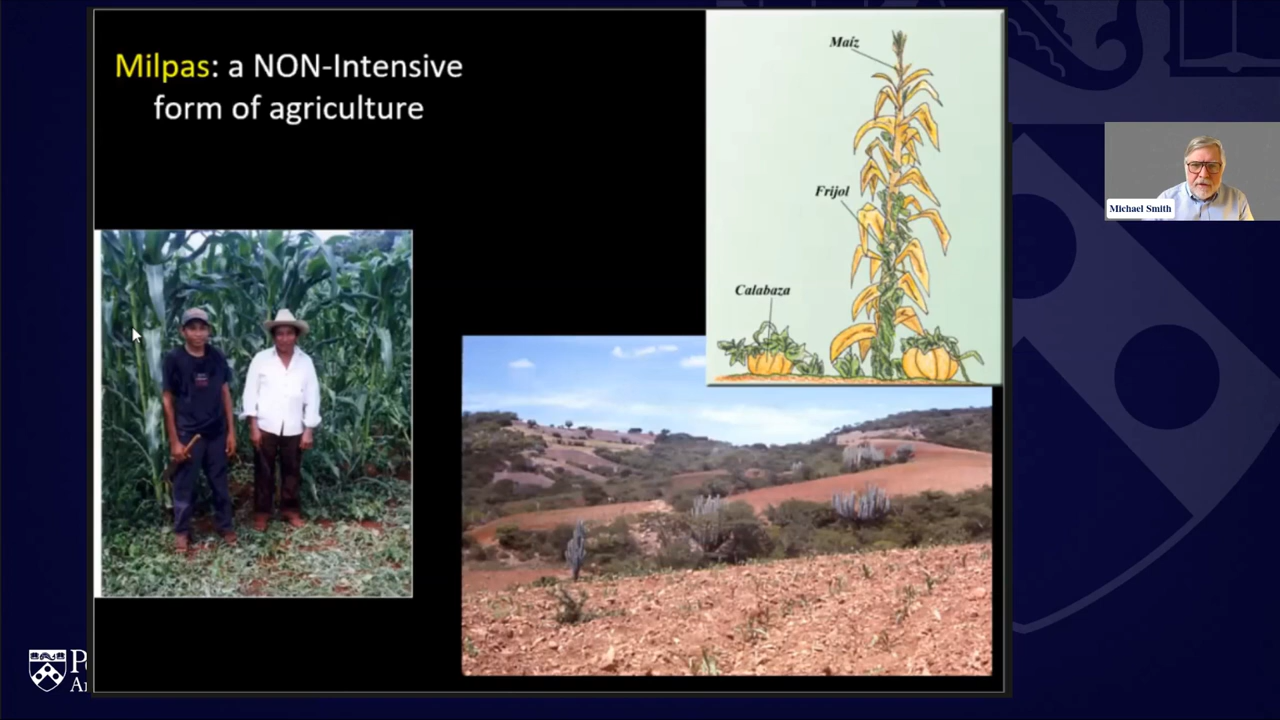 Milpas: a NON-Intensive
form of agriculture
Maíz
Frijol
Calabaza
Michael Smith